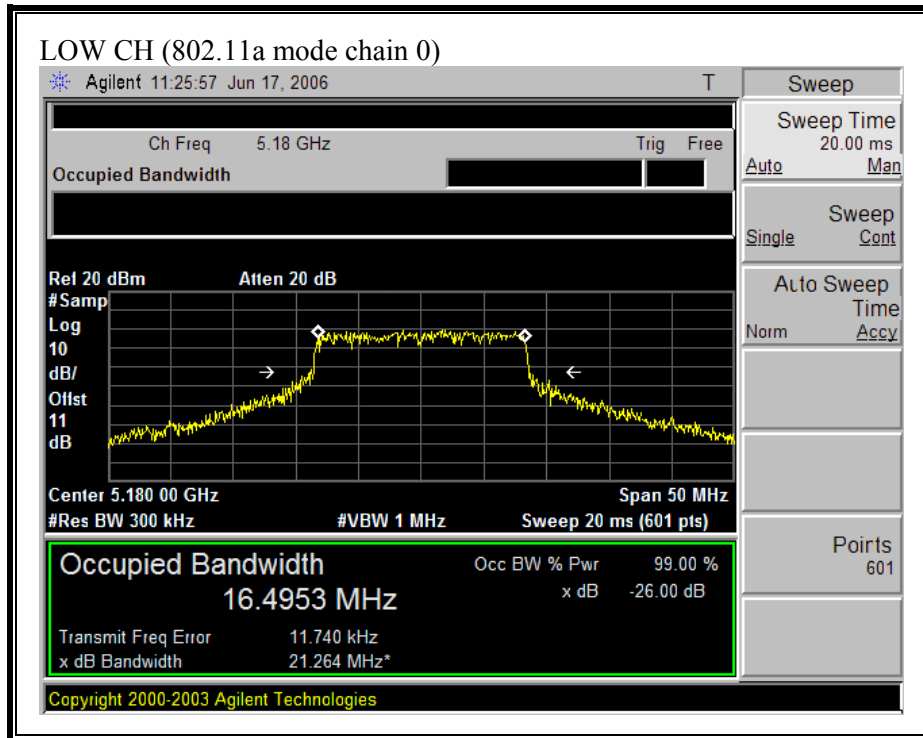 LOW CH (802.11a mode chain 0)
Agilent 11:25:57 Jun 17, 2006 T
Ch Freq 5.18 GHz Trig Free
Occupied Bandwidth
Ref 20 dBm Atten 20 dB
#Samp
Log
10
dB/
Offst
11
dB
Center 5.180 00 GHz Span 50 MHz
#Res BW 300 kHz #VBW 1 MHz Sweep 20 ms (601 pts)
Occupied Bandwidth Occ BW % Pwr 99.00 %
16.4953 MHz x dB -26.00 dB
Transmit Freq Error 11.740 kHz
x dB Bandwidth 21.264 MHz*
Copyright 2000-2003 Agilent Technologies
Sweep
Sweep Time
20.00 ms
Auto Man
Sweep
Single Cont
Auto Sweep
Time
Norm Accy
Points
601